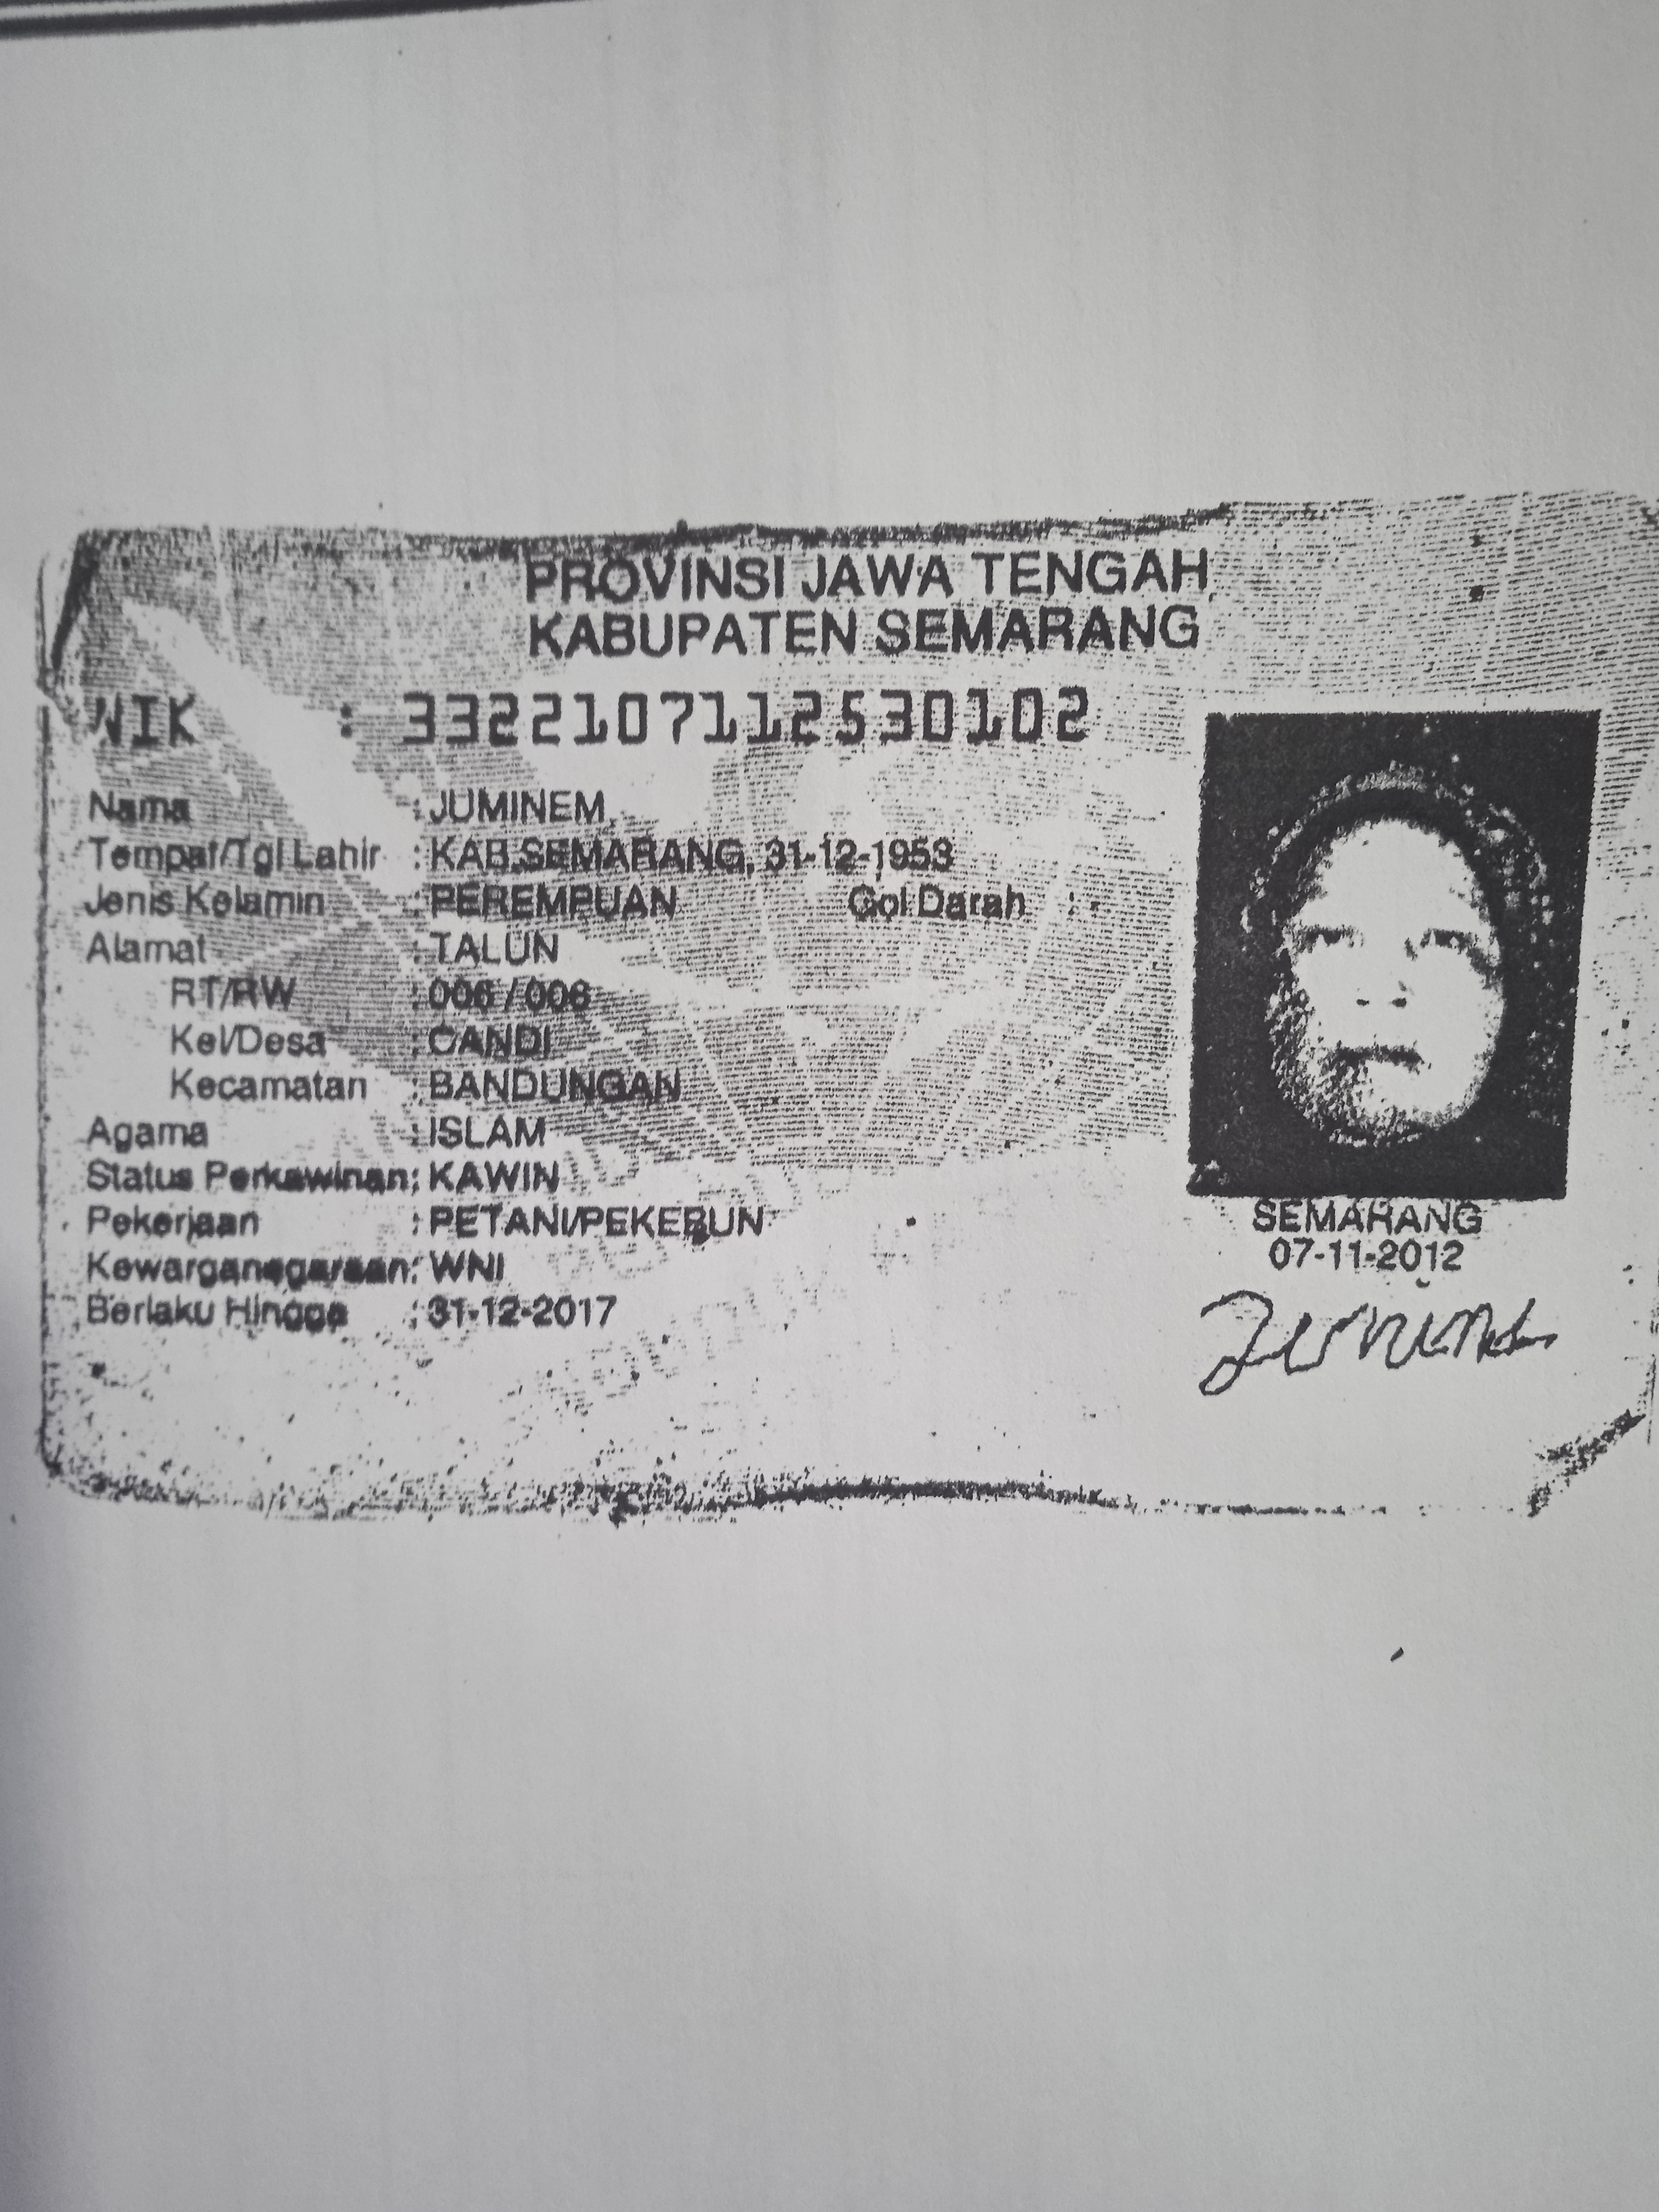 PROVINSI JAWA TENGAH
KABUPATEN SEMARANG
NIK : 3322107112530102
Nama : JUMINEM
Tempat/Tgl Lahir : KAB.SEMARANG, 31-12-1953
Jenis Kelamin : PEREMPUAN Gol Darah : -
Alamat : TALUN
RT/RW : 006 / 006
Kel/Desa : CANDI
Kecamatan : BANDUNGAN
Agama : ISLAM
Status Perkawinan: KAWIN
Pekerjaan : PETANI/PEKEBUN
Kewarganegaraan: WNI
Berlaku Hingga : 31-12-2017
SEMARANG
07-11-2012